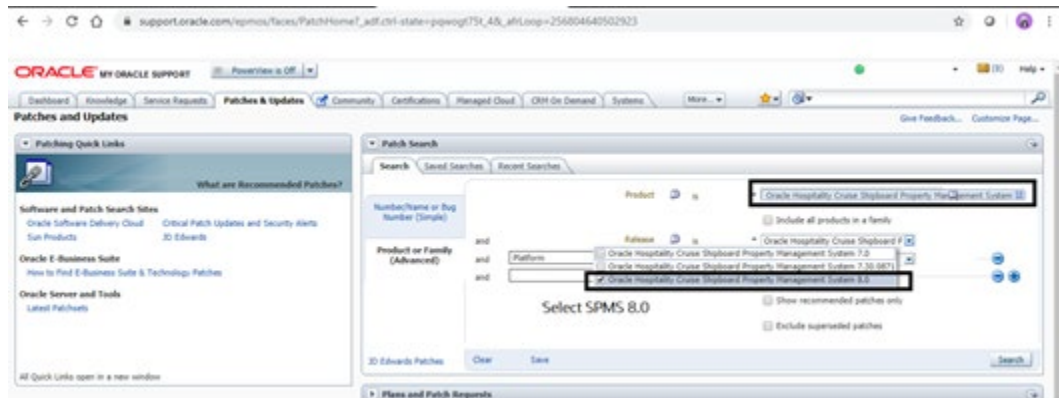 support.oracle.com/epmos/faces/PatchHome?_adf.ctrl-state=pqwogt75t_4&_afrLoop=256804640502923
ORACLE MY ORACLE SUPPORT PowerView is Off
(0) Help
Dashboard Knowledge Service Requests Patches & Updates Community Certifications Managed Cloud CRM On Demand Systems More...
Patches and Updates
Give Feedback... Customize Page...
Patching Quick Links
What are Recommended Patches?
Software and Patch Search Sites
Oracle Software Delivery Cloud Critical Patch Updates and Security Alerts
Sun Products JD Edwards
Oracle E-Business Suite
How to Find E-Business Suite & Technology Patches
Oracle Server and Tools
Latest Patchsets
All Quick Links open in a new window
Patch Search
Search Saved Searches Recent Searches
Number/Name or Bug
Number (Simple)
Product or Family
(Advanced)
JD Edwards Patches
Product is * Oracle Hospitality Cruise Shipboard Property Management System
Include all products in a family
and Release is * Oracle Hospitality Cruise Shipboard P
and Platform
Oracle Hospitality Cruise Shipboard Property Management System 7.0
Oracle Hospitality Cruise Shipboard Property Management System 7.30.087
and
Oracle Hospitality Cruise Shipboard Property Management System 8.0
Select SPMS 8.0
Show recommended patches only
Exclude superseded patches
Clear Save Search
Plans and Patch Requests